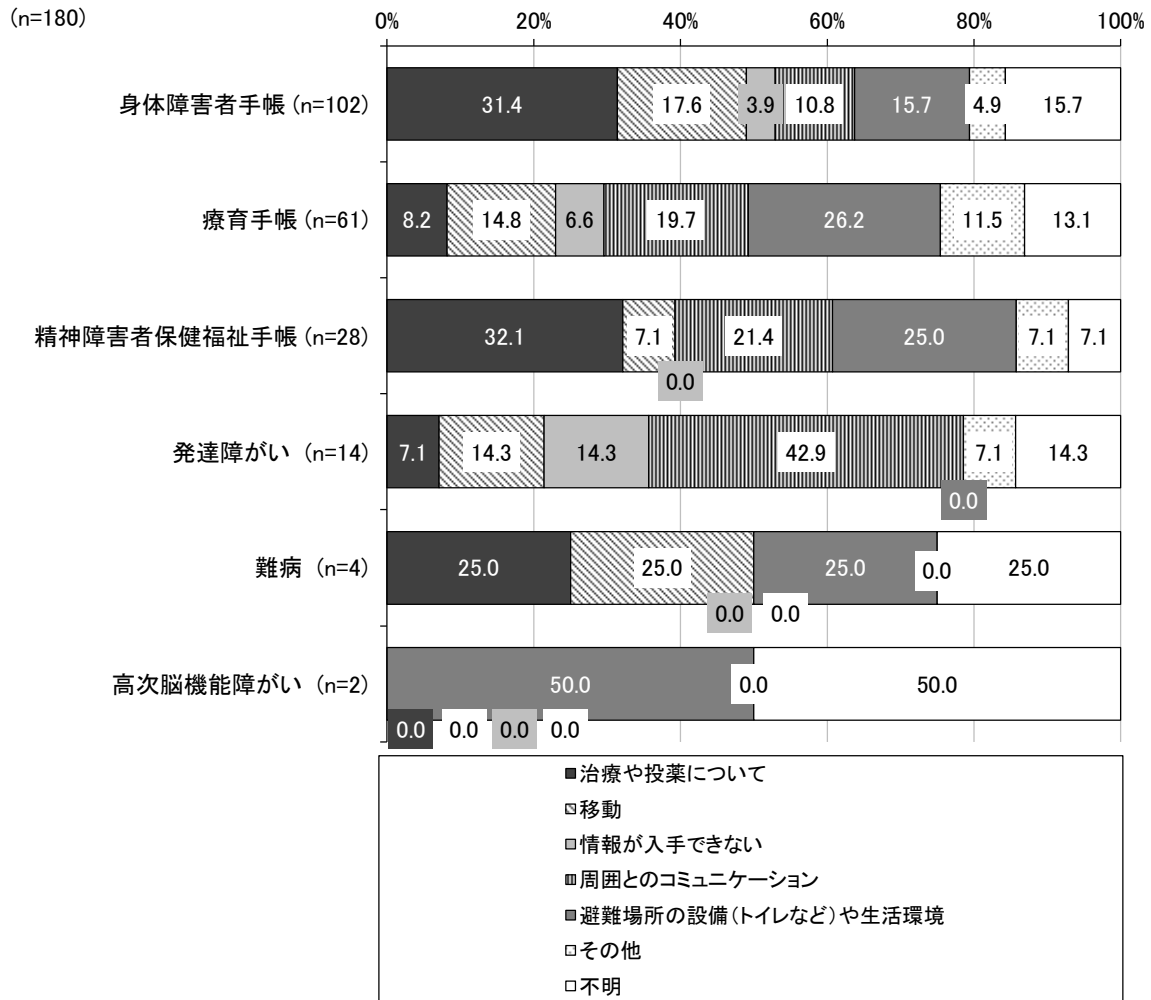 (n=180)
0% 20% 40% 60% 80% 100%
身体障害者手帳 (n=102) 31.4 17.6 3.9 10.8 15.7 4.9 15.7
療育手帳 (n=61) 8.2 14.8 6.6 19.7 26.2 11.5 13.1
精神障害者保健福祉手帳 (n=28) 32.1 7.1 21.4 25.0 7.1 7.1
0.0
発達障がい (n=14) 7.1 14.3 14.3 42.9 7.1 14.3
0.0
難病 (n=4) 25.0 25.0 25.0 0.0 25.0
0.0 0.0
高次脳機能障がい (n=2) 50.0 0.0 50.0
0.0 0.0 0.0 0.0
治療や投薬について
移動
情報が入手できない
周囲とのコミュニケーション
避難場所の設備(トイレなど)や生活環境
その他
不明